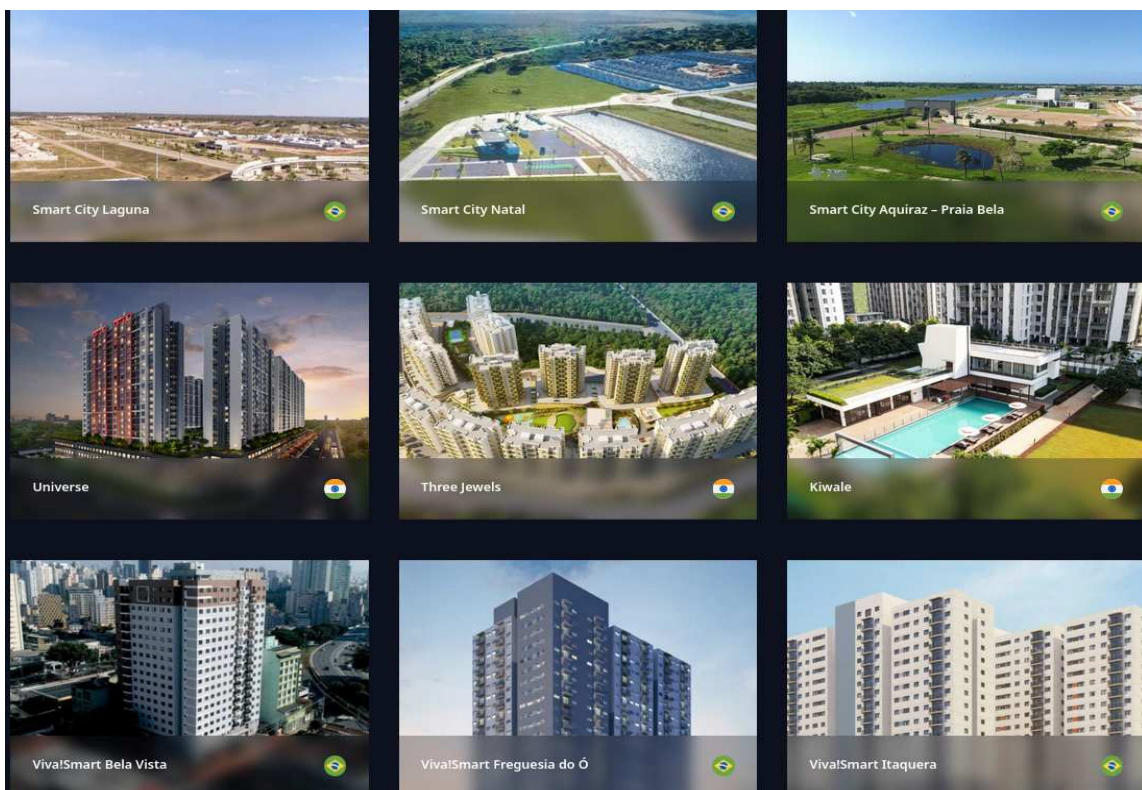 Smart City Laguna
Smart City Natal
Smart City Aquiraz – Praia Bela
Universe
Three Jewels
Kiwale
Viva!Smart Bela Vista
Viva!Smart Freguesia do Ó
Viva!Smart Itaquera